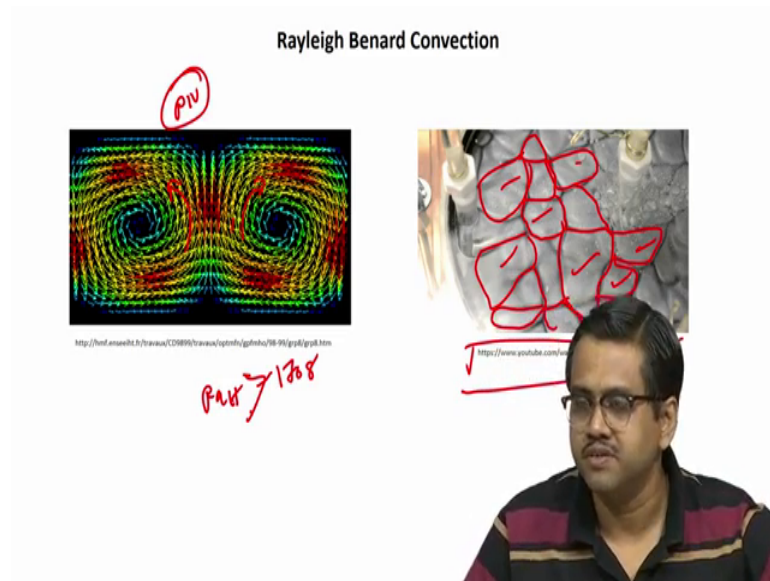 Rayleigh Benard Convection
PIV
http://hmf.enseeiht.fr/travaux/CD9899/travaux/optmfn/gpfmho/98-99/grp8/grp8.htm
https://www.youtube.com/wa
RaH > 1708